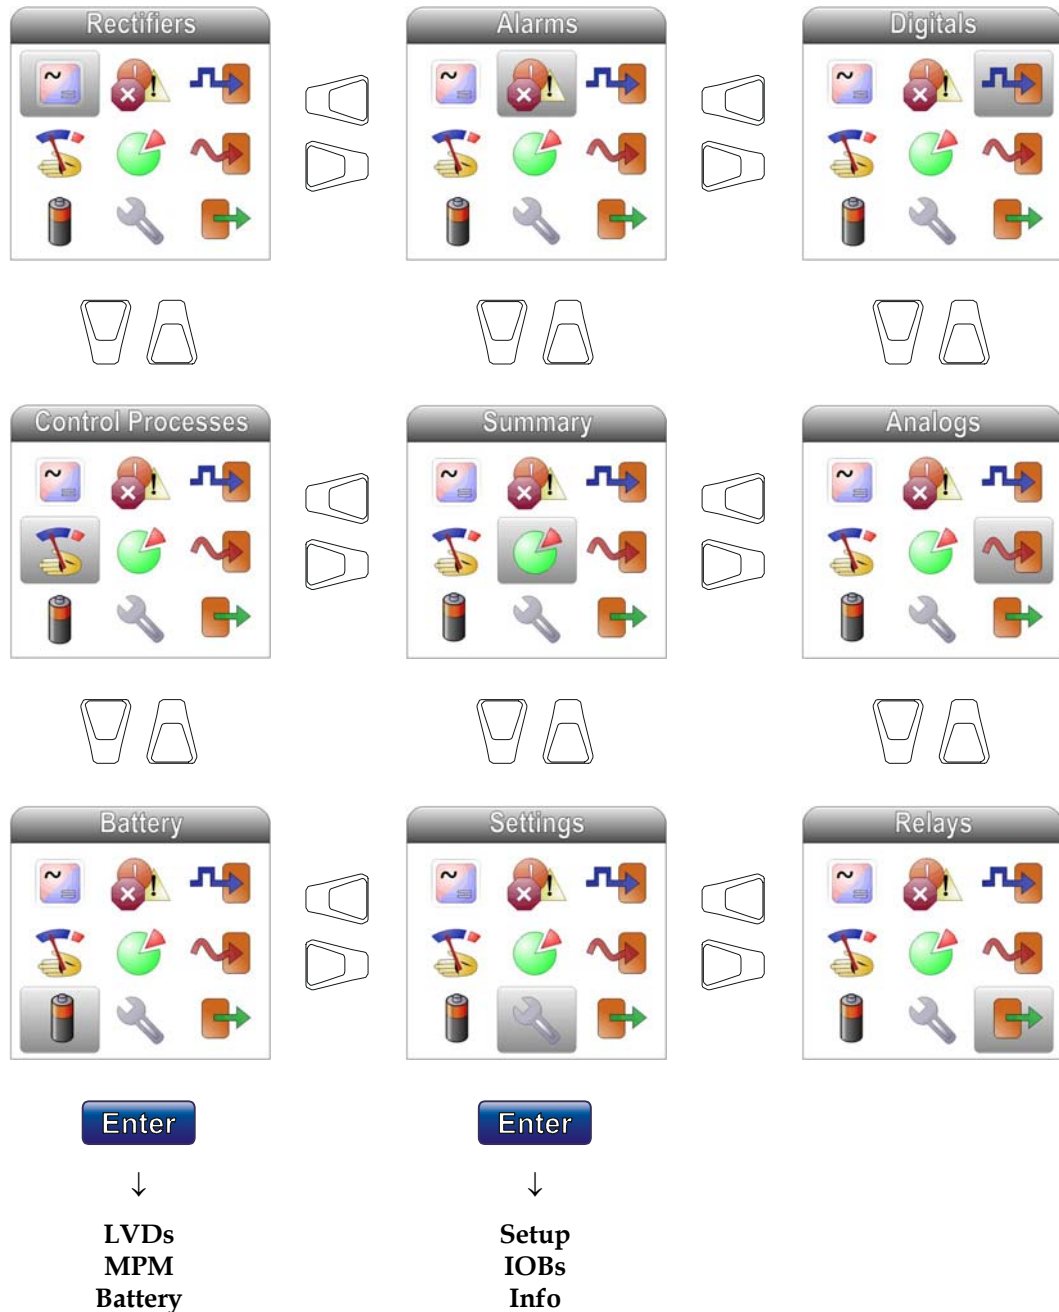 Rectifiers
Alarms
Digitals
Control Processes
Summary
Analogs
Battery
Settings
Relays
Enter
Enter
↓
↓
LVDs
MPM
Battery
Setup
IOBs
Info